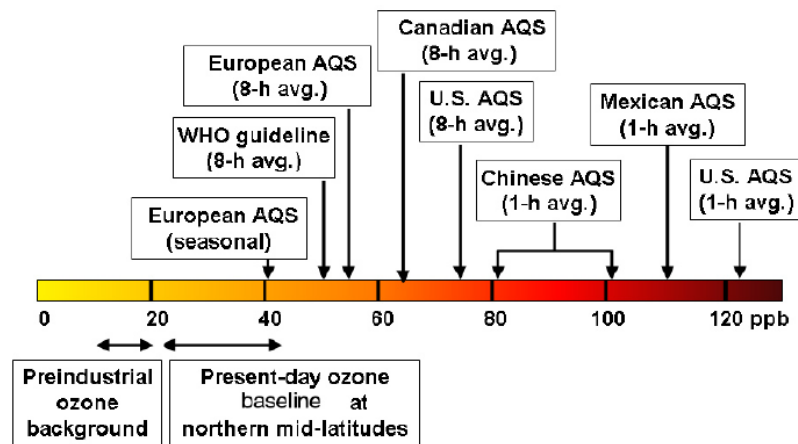 Canadian AQS
(8-h avg.)
European AQS
(8-h avg.)
U.S. AQS
(8-h avg.)
Mexican AQS
(1-h avg.)
WHO guideline
(8-h avg.)
Chinese AQS
(1-h avg.)
U.S. AQS
(1-h avg.)
European AQS
(seasonal)
0 20 40 60 80 100 120 ppb
Preindustrial
ozone
background
Present-day ozone
baseline at
northern mid-latitudes